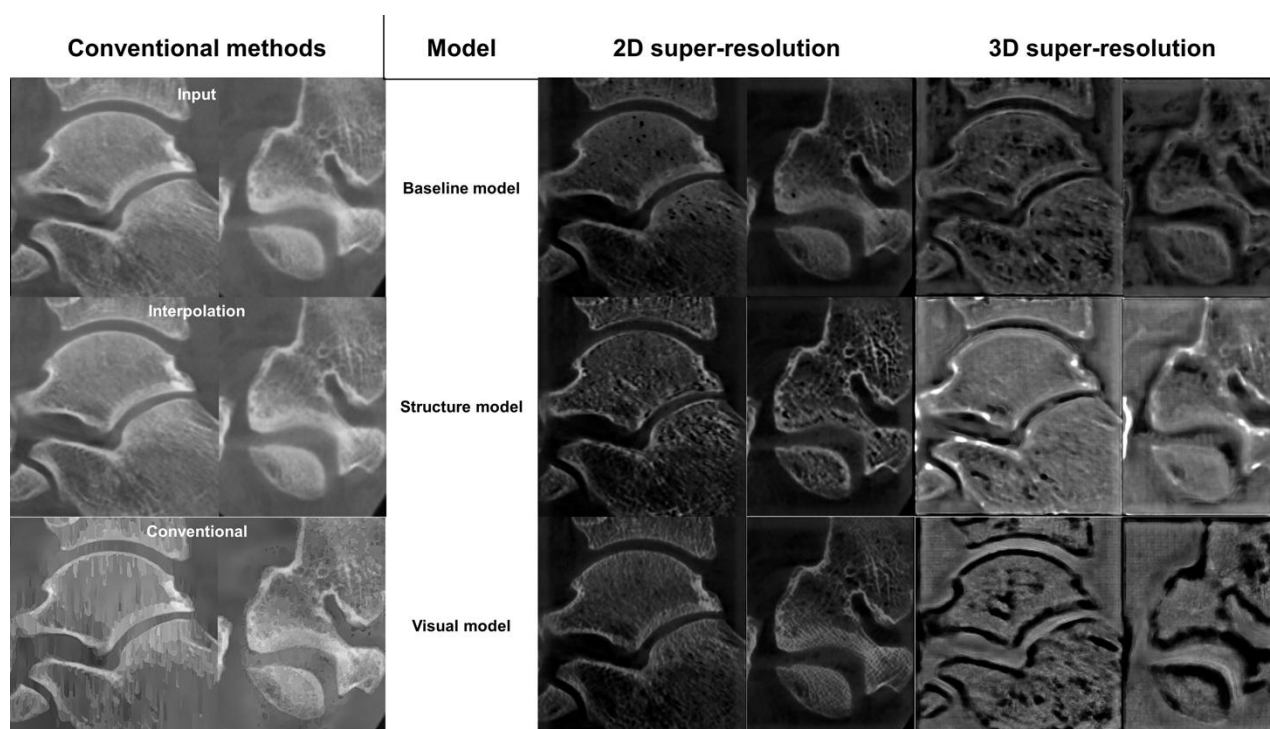 Conventional methods
Model
2D super-resolution
3D super-resolution
Input
Baseline model
Interpolation
Structure model
Conventional
Visual model